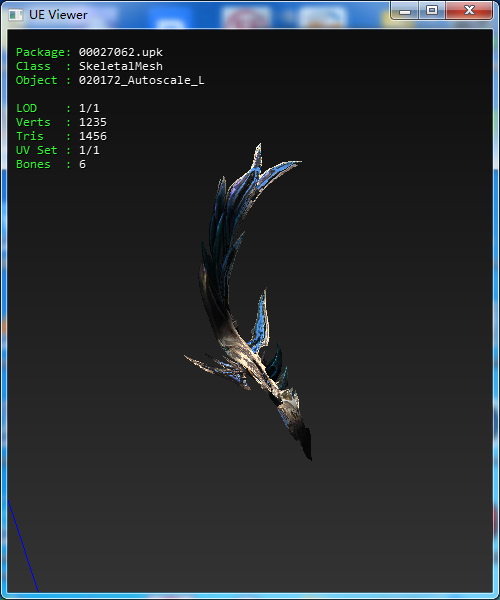 UE Viewer
Package: 00027062.upk
Class : SkeletalMesh
Object : 020172_Autoscale_L
LOD : 1/1
Verts : 1235
Tris : 1456
UV Set : 1/1
Bones : 6